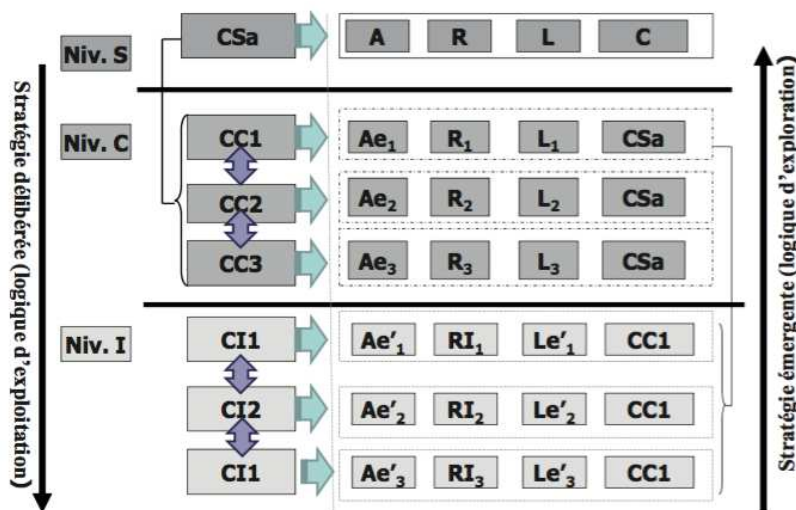 Stratégie délibérée (logique d'exploitation)
Niv. S
CSa
A R L C
Niv. C
CC1
Ae₁ R₁ L₁ CSa
CC2
Ae₂ R₂ L₂ CSa
CC3
Ae₃ R₃ L₃ CSa
Niv. I
CI1
Ae’₁ RI₁ Le’₁ CC1
CI2
Ae’₂ RI₂ Le’₂ CC1
CI1
Ae’₃ RI₃ Le’₃ CC1
Stratégie émergente (logique d'exploration)